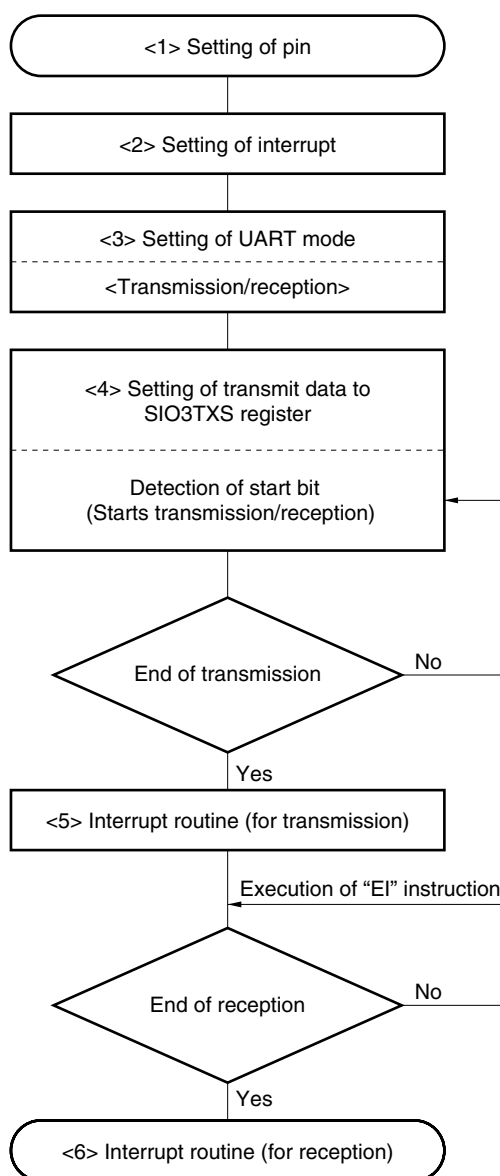 <1> Setting of pin
<2> Setting of interrupt
<3> Setting of UART mode
<Transmission/reception>
<4> Setting of transmit data to
SIO3TXS register
Detection of start bit
(Starts transmission/reception)
End of transmission
No
Yes
<5> Interrupt routine (for transmission)
Execution of “EI” instruction
End of reception
No
Yes
<6> Interrupt routine (for reception)